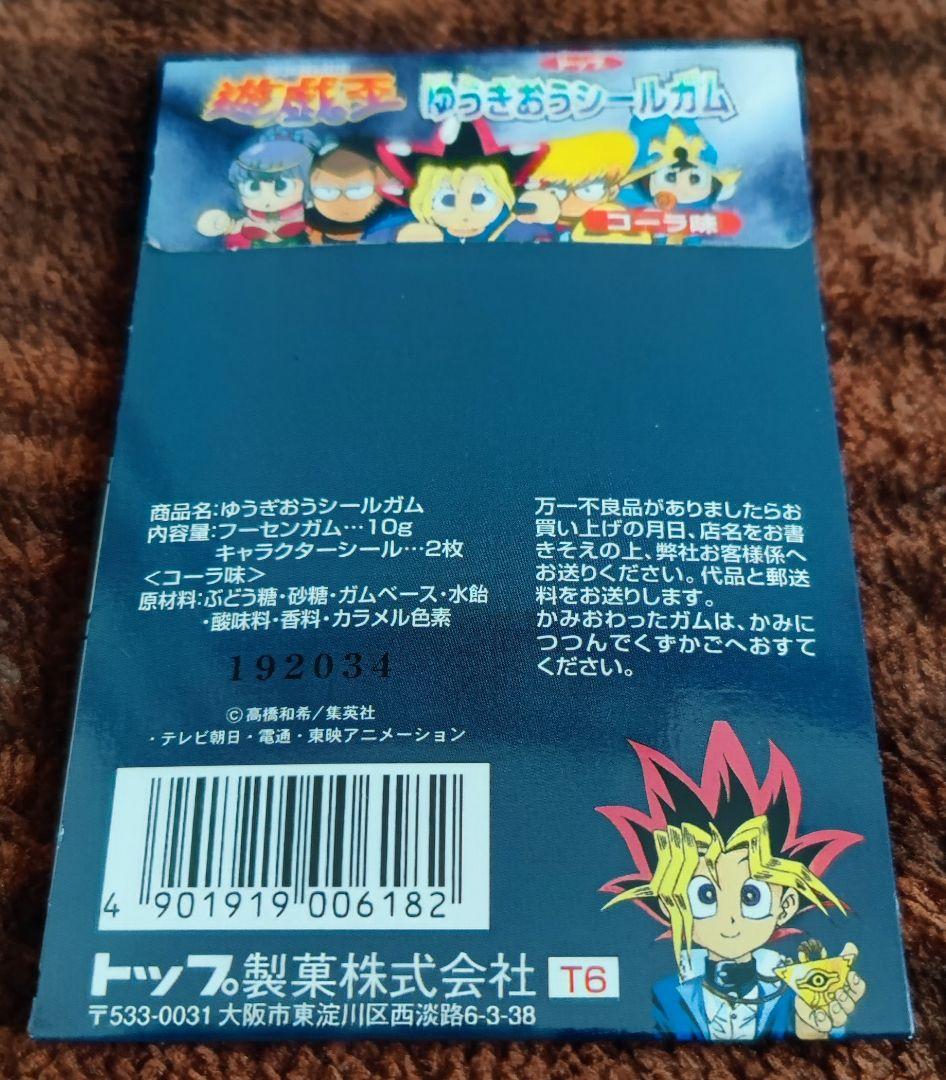 遊戯王
トップ
ゆうぎおうシールガム
コーラ味
商品名:ゆうぎおうシールガム
内容量:フーセンガム…10g
キャラクターシール…2枚
<コーラ味>
原材料:ぶどう糖・砂糖・ガムベース・水飴
・酸味料・香料・カラメル色素
192034
©高橋和希/集英社
・テレビ朝日・電通・東映アニメーション
万一不良品がありましたらお
買い上げの月日、店名をお書
きそえの上、弊社お客様係へ
お送りください。代品と郵送
料をお送りします。
かみおわったガムは、かみに
つつんでくずかごへおすて
ください。
4 901919 006182
トップ製菓株式会社 T6
〒533-0031 大阪市東淀川区西淡路6-3-38